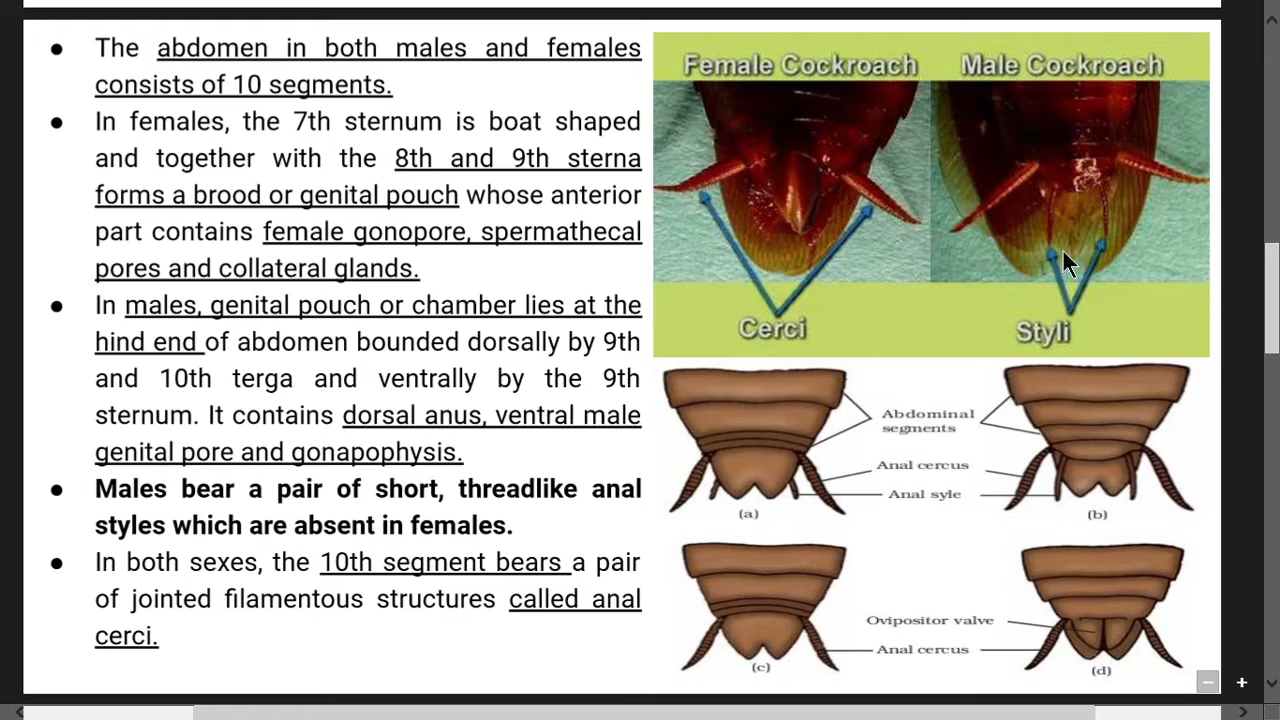 ● The abdomen in both males and females
consists of 10 segments.
● In females, the 7th sternum is boat shaped
and together with the 8th and 9th sterna
forms a brood or genital pouch whose anterior
part contains female gonopore, spermathecal
pores and collateral glands.
● In males, genital pouch or chamber lies at the
hind end of abdomen bounded dorsally by 9th
and 10th terga and ventrally by the 9th
sternum. It contains dorsal anus, ventral male
genital pore and gonapophysis.
● Males bear a pair of short, threadlike anal
styles which are absent in females.
● In both sexes, the 10th segment bears a pair
of jointed filamentous structures called anal
cerci.
Female Cockroach
Male Cockroach
Cerci
Styli
Abdominal
segments
Anal cercus
Anal syle
(a)
(b)
Ovipositor valve
Anal cercus
(c)
(d)